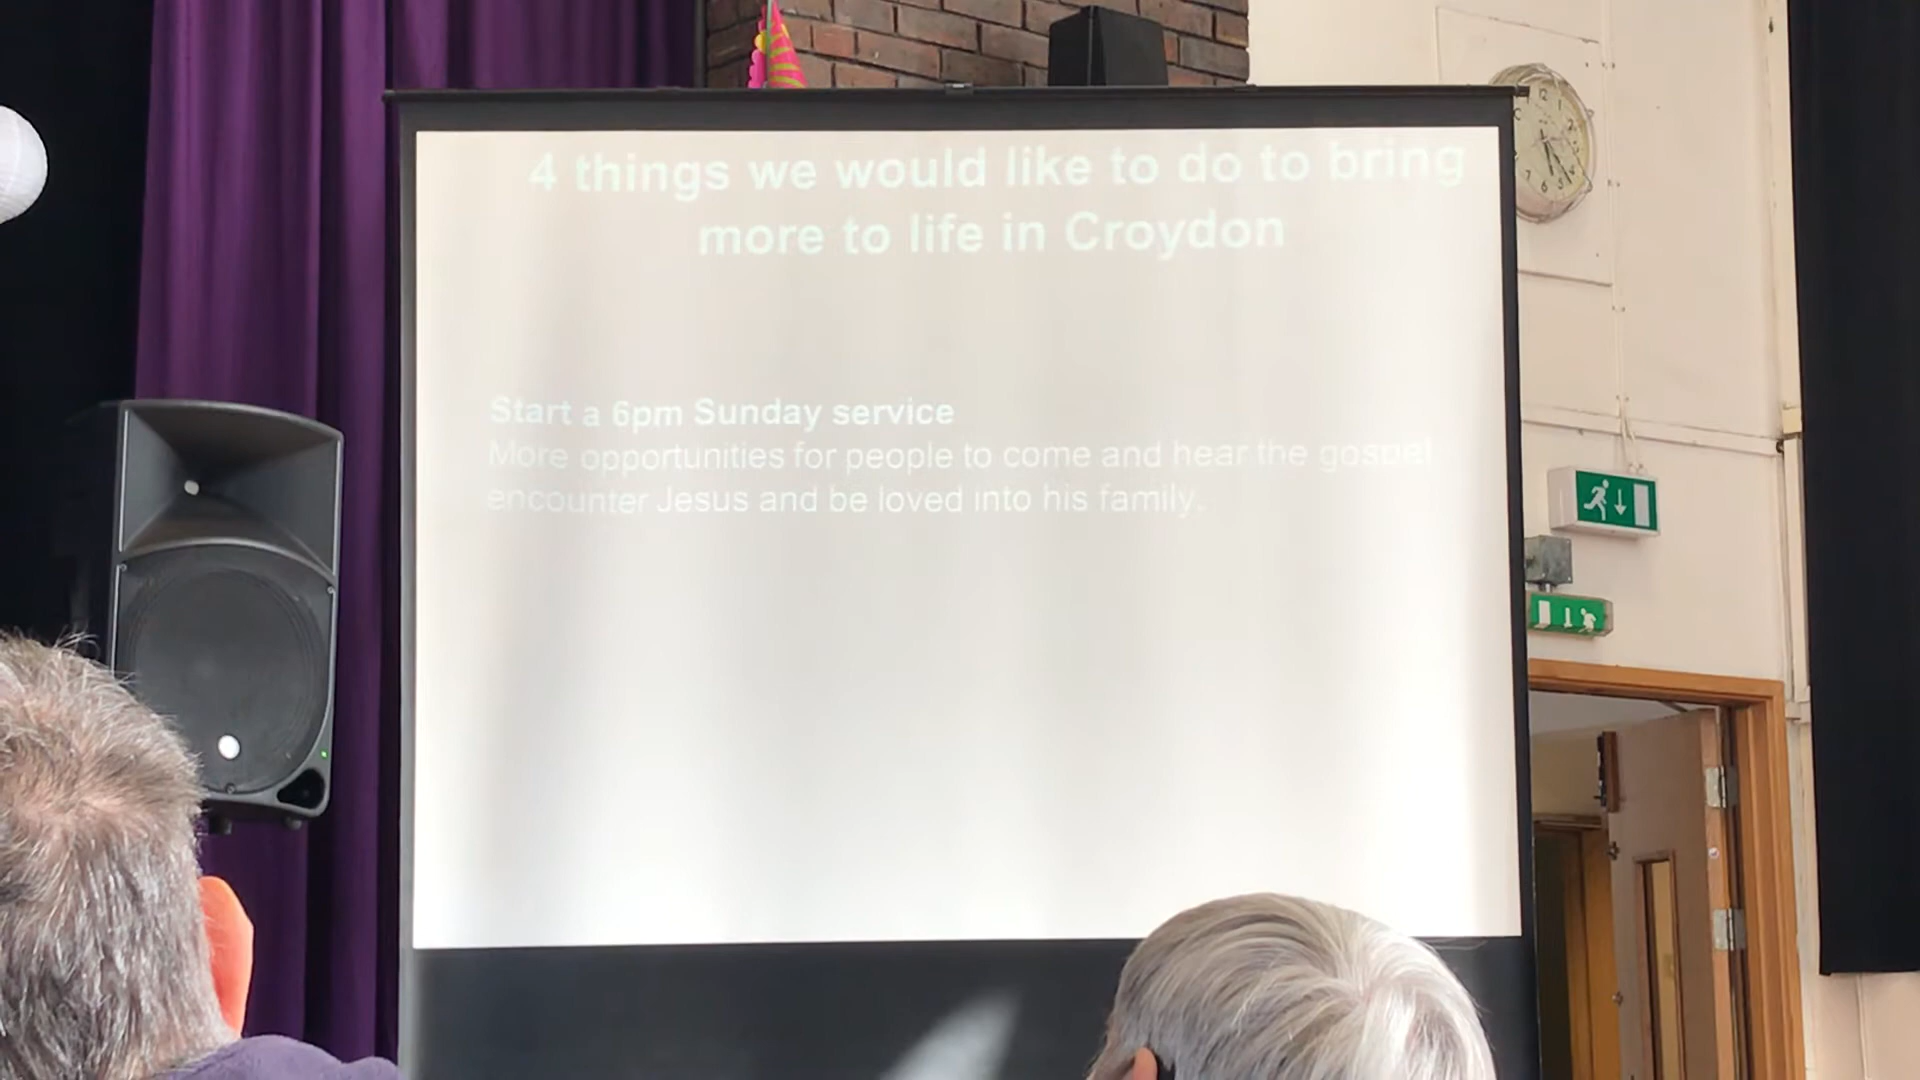 4 things we would like to do to bring
more to life in Croydon
Start a 6pm Sunday service
More opportunities for people to come and hear the gospel
encounter Jesus and be loved into his family.